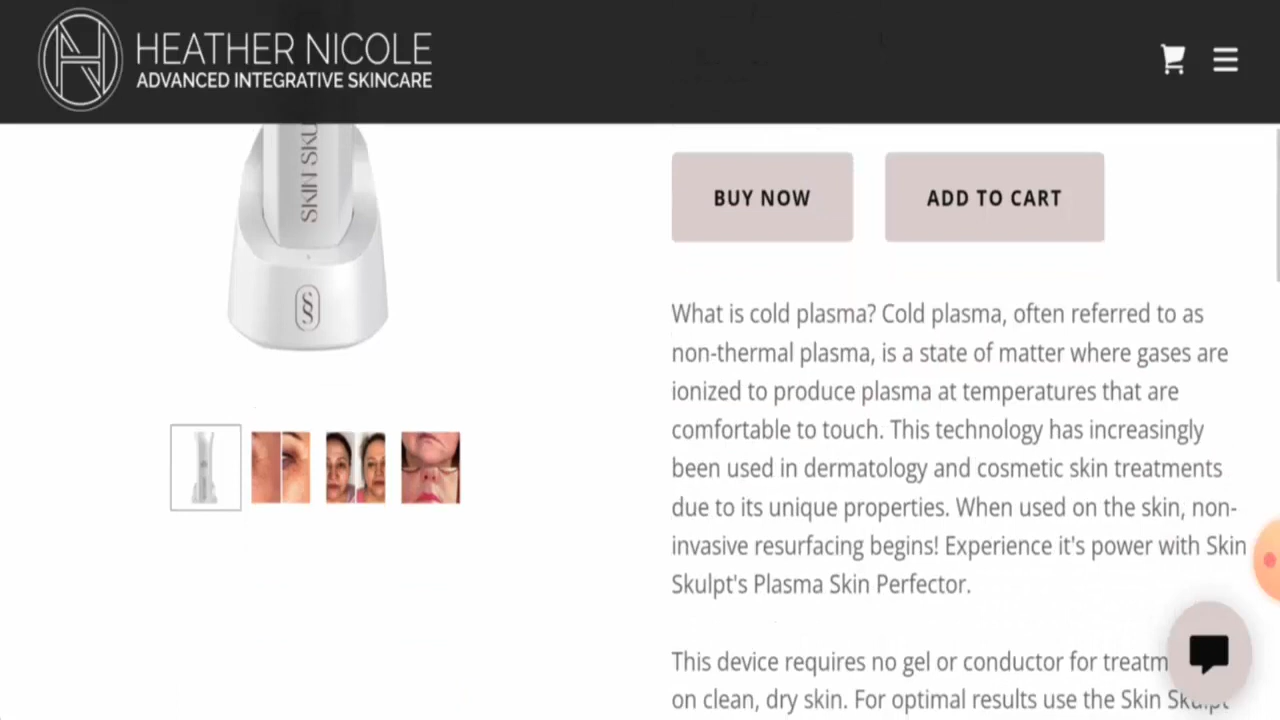 HEATHER NICOLE
ADVANCED INTEGRATIVE SKINCARE
SKIN SKU
BUY NOW
ADD TO CART
What is cold plasma? Cold plasma, often referred to as
non-thermal plasma, is a state of matter where gases are
ionized to produce plasma at temperatures that are
comfortable to touch. This technology has increasingly
been used in dermatology and cosmetic skin treatments
due to its unique properties. When used on the skin, non-
invasive resurfacing begins! Experience it's power with Skin
Skulpt's Plasma Skin Perfector.
This device requires no gel or conductor for treatm
on clean, dry skin. For optimal results use the Skin Skulpt